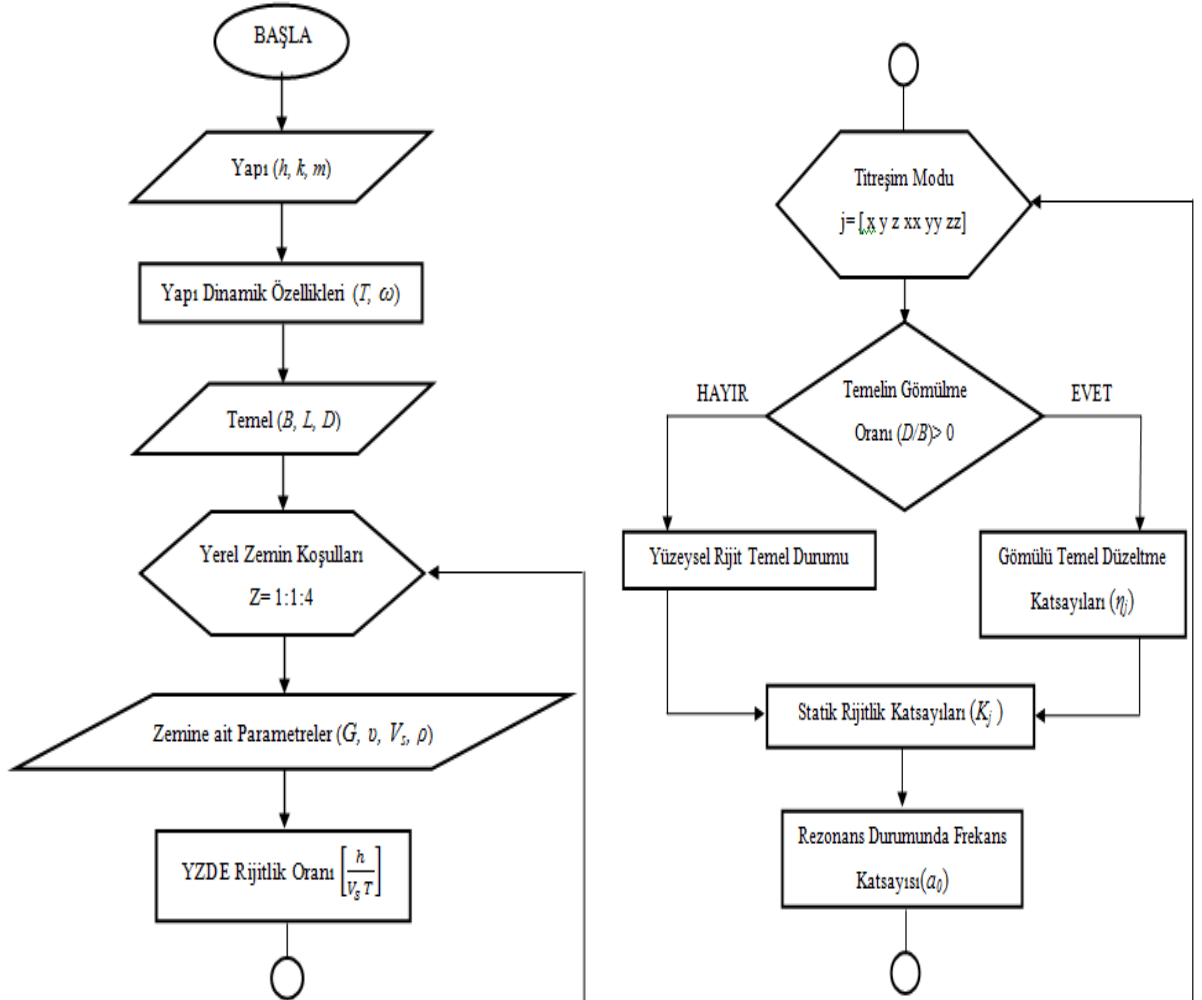 BAŞLA
Yapı (h, k, m)
Yapı Dinamik Özellikleri (T, ω)
Temel (B, L, D)
Yerel Zemin Koşulları
Z= 1:1:4
Zemine ait Parametreler (G, υ, Vs, ρ)
YZDE Rijitlik Oranı [h / Vs T]
Titreşim Modu
j= [ x y z xx yy zz]
HAYIR
Temelin Gömülme
Oranı (D/B)> 0
EVET
Yüzeysel Rijit Temel Durumu
Gömülü Temel Düzeltme
Katsayıları (ηj)
Statik Rijitlik Katsayıları (Kj )
Rezonans Durumunda Frekans
Katsayısı(a0)